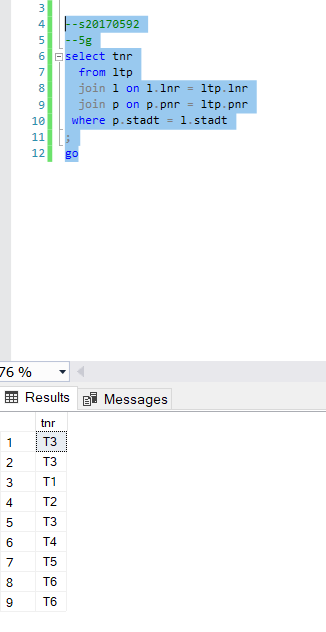 3
4 --s20170592
5 --5g
6 select tnr
7 from ltp
8 join l on l.lnr = ltp.lnr
9 join p on p.pnr = ltp.pnr
10 where p.stadt = l.stadt
11 ;
12 go
76 %
Results Messages
tnr
1 T3
2 T3
3 T1
4 T2
5 T3
6 T4
7 T5
8 T6
9 T6